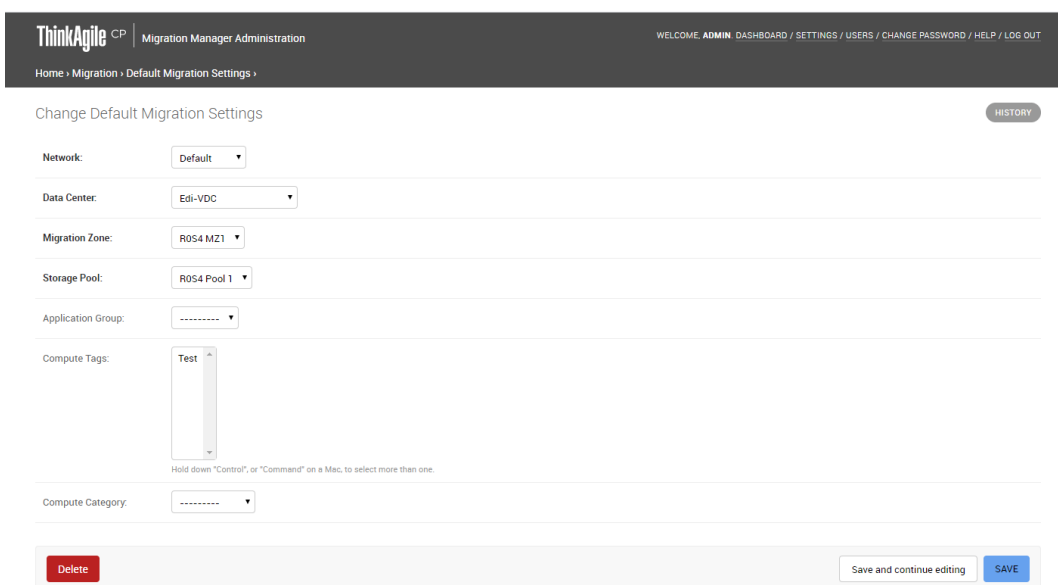 ThinkAgile CP | Migration Manager Administration
WELCOME, ADMIN. DASHBOARD / SETTINGS / USERS / CHANGE PASSWORD / HELP / LOG OUT
Home › Migration › Default Migration Settings ›
Change Default Migration Settings
HISTORY
Network: Default
Data Center: Edi-VDC
Migration Zone: R0S4 MZ1
Storage Pool: R0S4 Pool 1
Application Group: ---------
Compute Tags: Test
Hold down "Control", or "Command" on a Mac, to select more than one.
Compute Category: ---------
Delete
Save and continue editing
SAVE